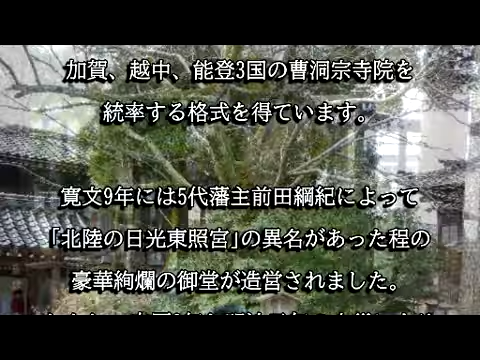 加賀、越中、能登3国の曹洞宗寺院を
統率する格式を得ています。
寛文9年には5代藩主前田綱紀によって
｢北陸の日光東照宮｣の異名があった程の
豪華絢爛の御堂が造営されました。